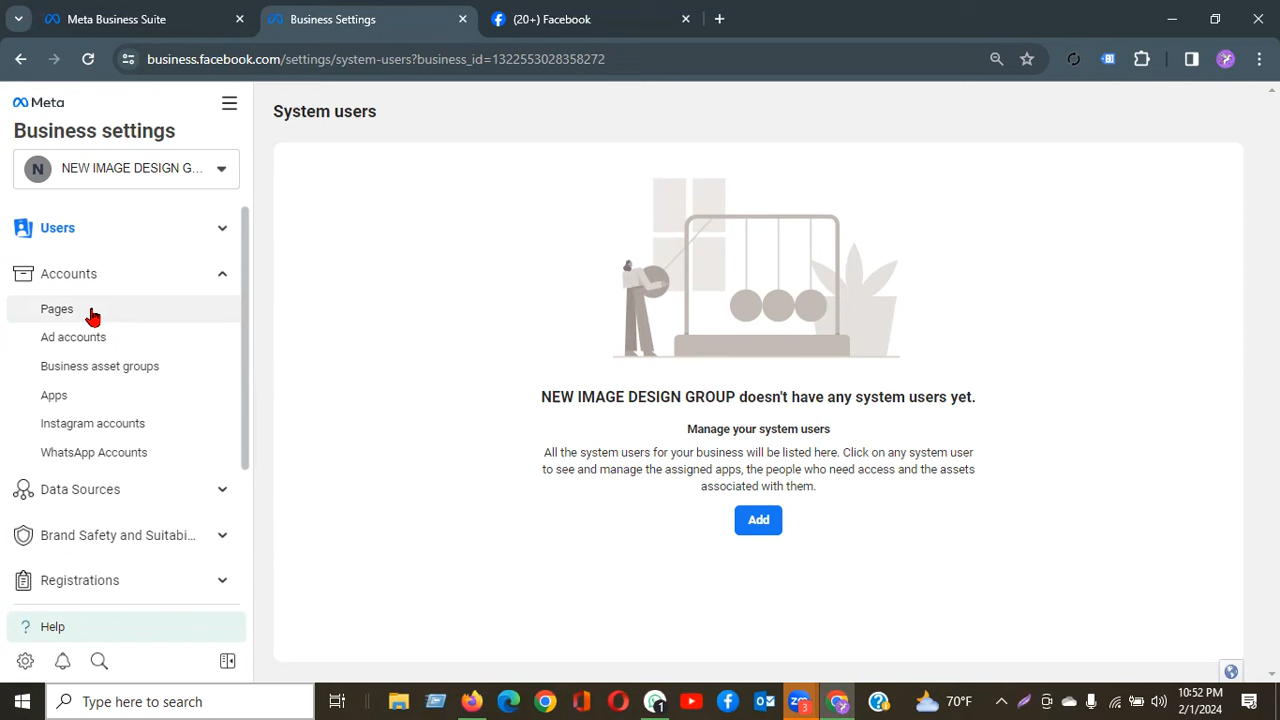 Meta Business Suite
Business Settings
(20+) Facebook
business.facebook.com/settings/system-users?business_id=1322553028358272
Meta
Business settings
N
NEW IMAGE DESIGN G...
Users
Accounts
Pages
Ad accounts
Business asset groups
Apps
Instagram accounts
WhatsApp Accounts
Data Sources
Brand Safety and Suitabi...
Registrations
? Help
System users
NEW IMAGE DESIGN GROUP doesn't have any system users yet.
Manage your system users
All the system users for your business will be listed here. Click on any system user
to see and manage the assigned apps, the people who need access and the assets
associated with them.
Add
Type here to search
1
3
70°F
10:52 PM
2/1/2024